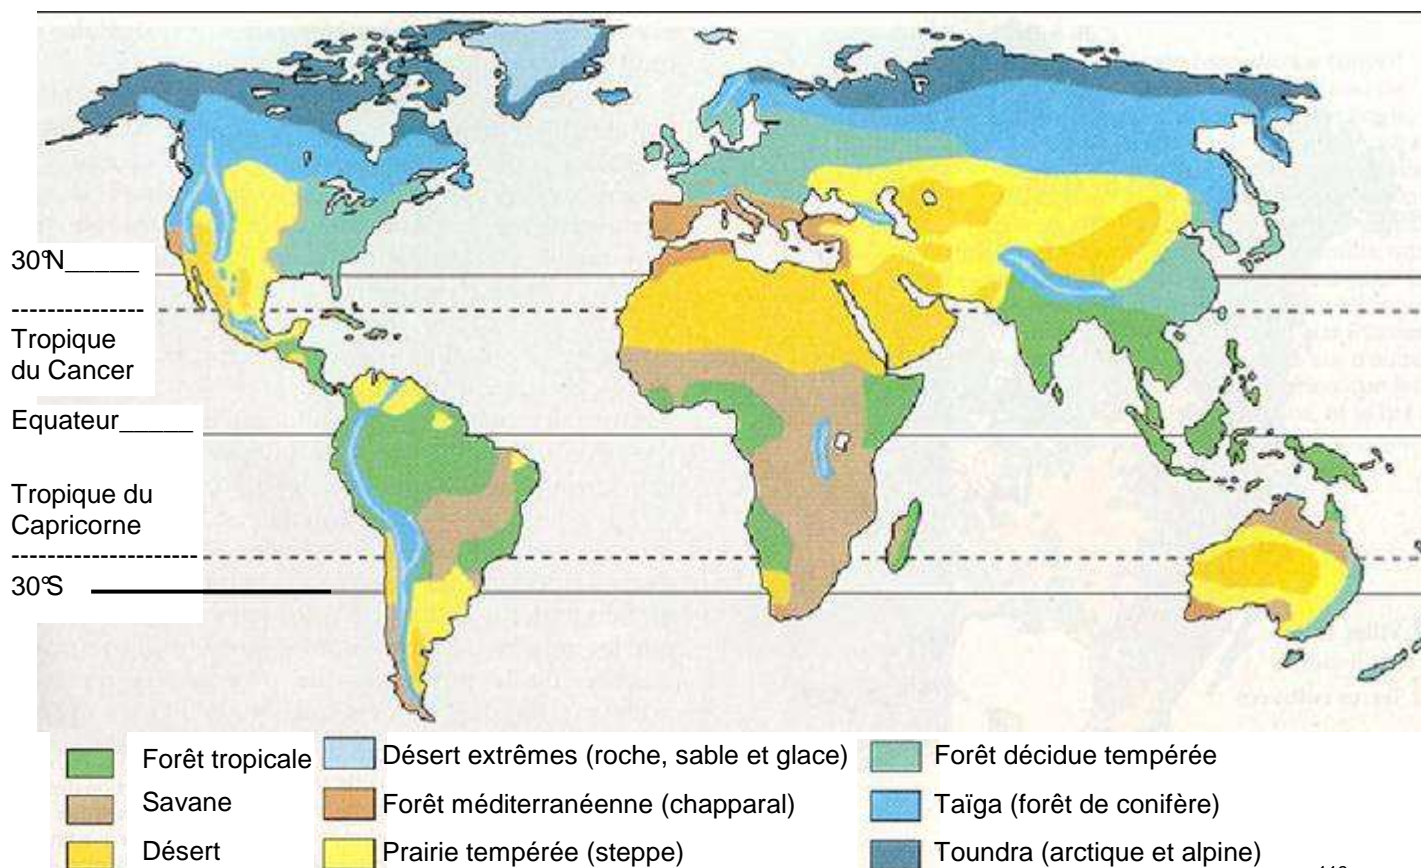 30°N_____
----------------
Tropique
du Cancer
Equateur_____
Tropique du
Capricorne
------------------
30°S
Forêt tropicale
Désert extrêmes (roche, sable et glace)
Forêt décidue tempérée
Savane
Forêt méditerranéenne (chapparal)
Taïga (forêt de conifère)
Désert
Prairie tempérée (steppe)
Toundra (arctique et alpine)